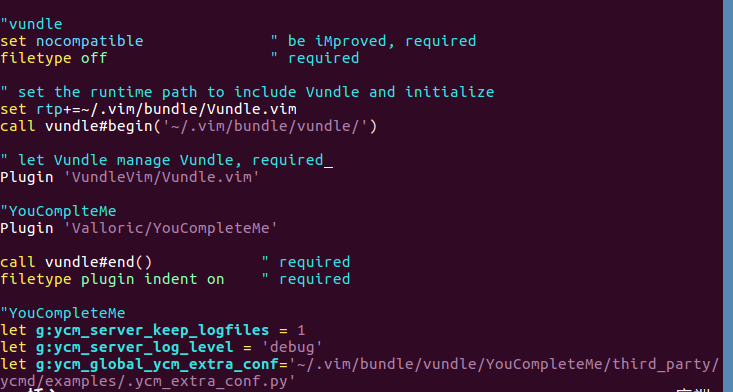 "vundle
set nocompatible " be iMproved, required
filetype off " required
" set the runtime path to include Vundle and initialize
set rtp+=~/.vim/bundle/Vundle.vim
call vundle#begin('~/.vim/bundle/vundle/')
" let Vundle manage Vundle, required_
Plugin 'VundleVim/Vundle.vim'
"YouComplteMe
Plugin 'Valloric/YouCompleteMe'
call vundle#end() " required
filetype plugin indent on " required
"YouCompleteMe
let g:ycm_server_keep_logfiles = 1
let g:ycm_server_log_level = 'debug'
let g:ycm_global_ycm_extra_conf='~/.vim/bundle/vundle/YouCompleteMe/third_party/
ycmd/examples/.ycm_extra_conf.py'